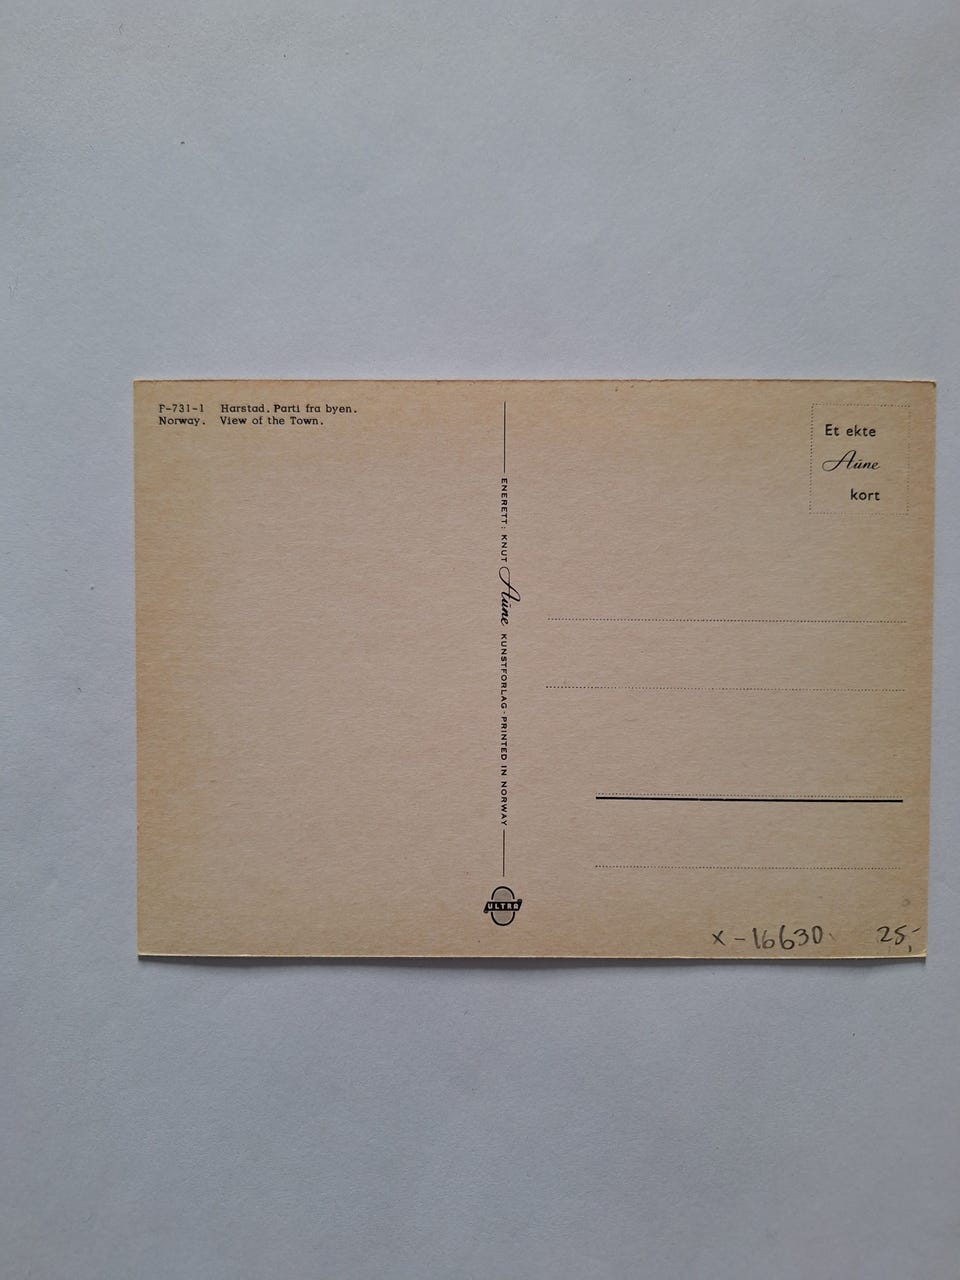 F-731-1 Harstad. Parti fra byen.
Norway. View of the Town.
ENERETT: KNUT Aune KUNSTFORLAG · PRINTED IN NORWAY
ULTRA
Et ekte
Aune
kort
x - 16630 25,-